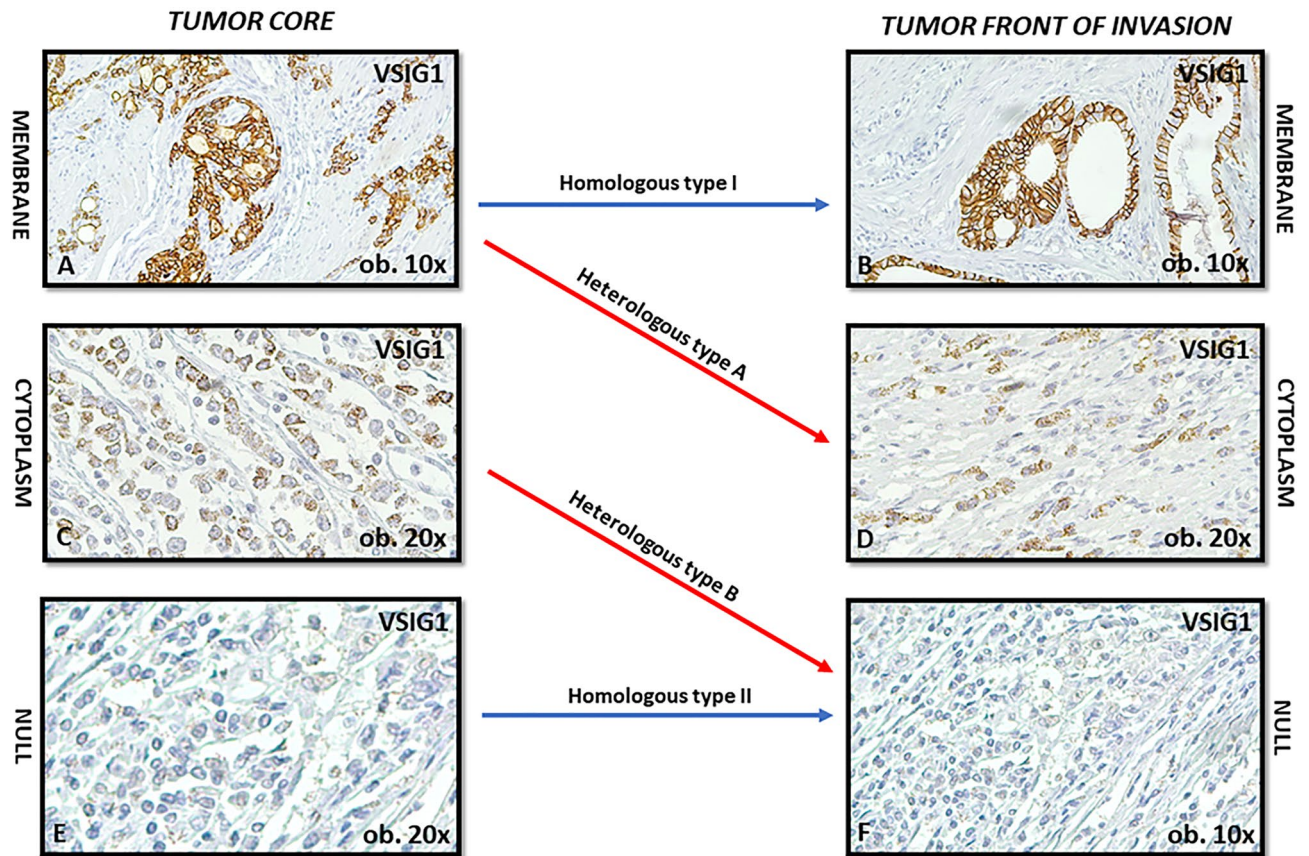 TUMOR CORE
TUMOR FRONT OF INVASION
MEMBRANE
VSIG1
A
ob. 10x
Homologous type I
VSIG1
B
ob. 10x
MEMBRANE
Heterologous type A
CYTOPLASM
VSIG1
C
ob. 20x
VSIG1
D
ob. 20x
CYTOPLASM
Heterologous type B
NULL
VSIG1
E
ob. 20x
Homologous type II
VSIG1
F
ob. 10x
NULL